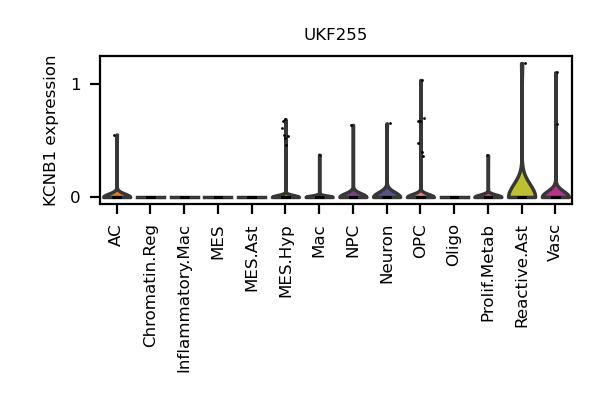 UKF255
KCNB1 expression
1
0
AC
Chromatin.Reg
Inflammatory.Mac
MES
MES.Ast
MES.Hyp
Mac
NPC
Neuron
OPC
Oligo
Prolif.Metab
Reactive.Ast
Vasc